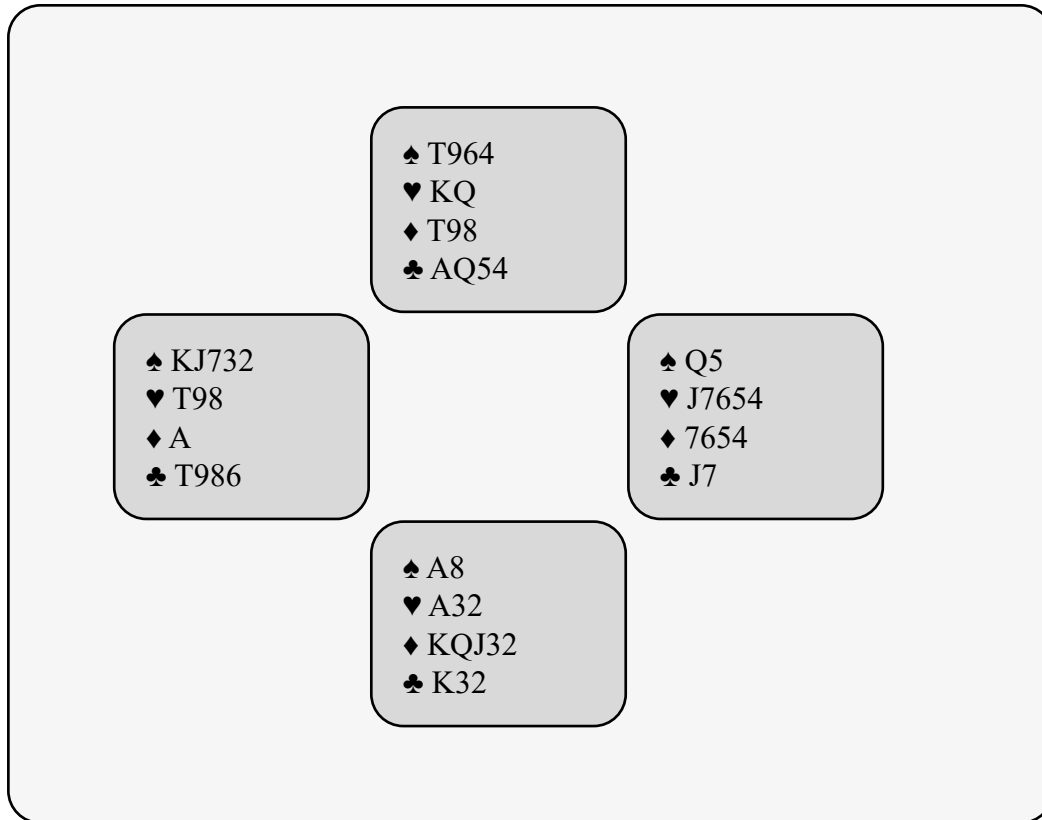 ♠ T964
♥ KQ
♦ T98
♣ AQ54
♠ KJ732
♥ T98
♦ A
♣ T986
♠ Q5
♥ J7654
♦ 7654
♣ J7
♠ A8
♥ A32
♦ KQJ32
♣ K32